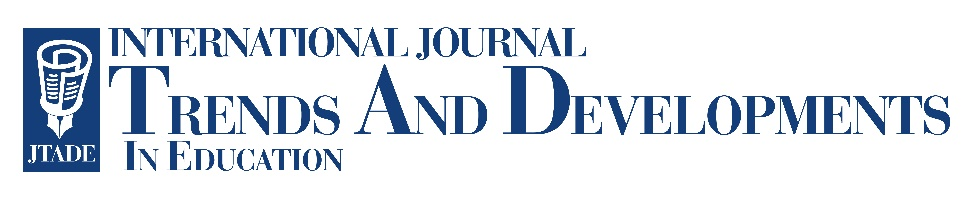 INTERNATIONAL JOURNAL
TRENDS AND DEVELOPMENTS
IN EDUCATION
JTADE